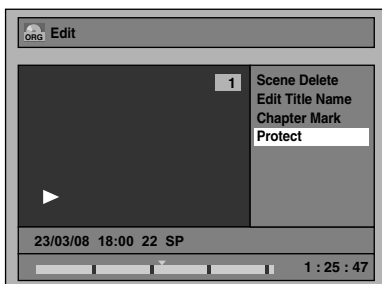 ORG Edit
1
Scene Delete
Edit Title Name
Chapter Mark
Protect
23/03/08 18:00 22 SP
1 : 25 : 47